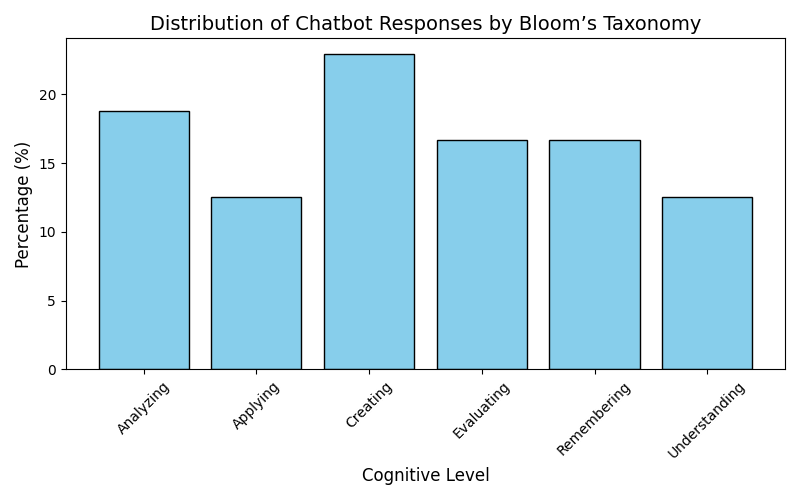 Distribution of Chatbot Responses by Bloom’s Taxonomy
Percentage (%)
20
15
10
5
0
Analyzing
Applying
Creating
Evaluating
Remembering
Understanding
Cognitive Level